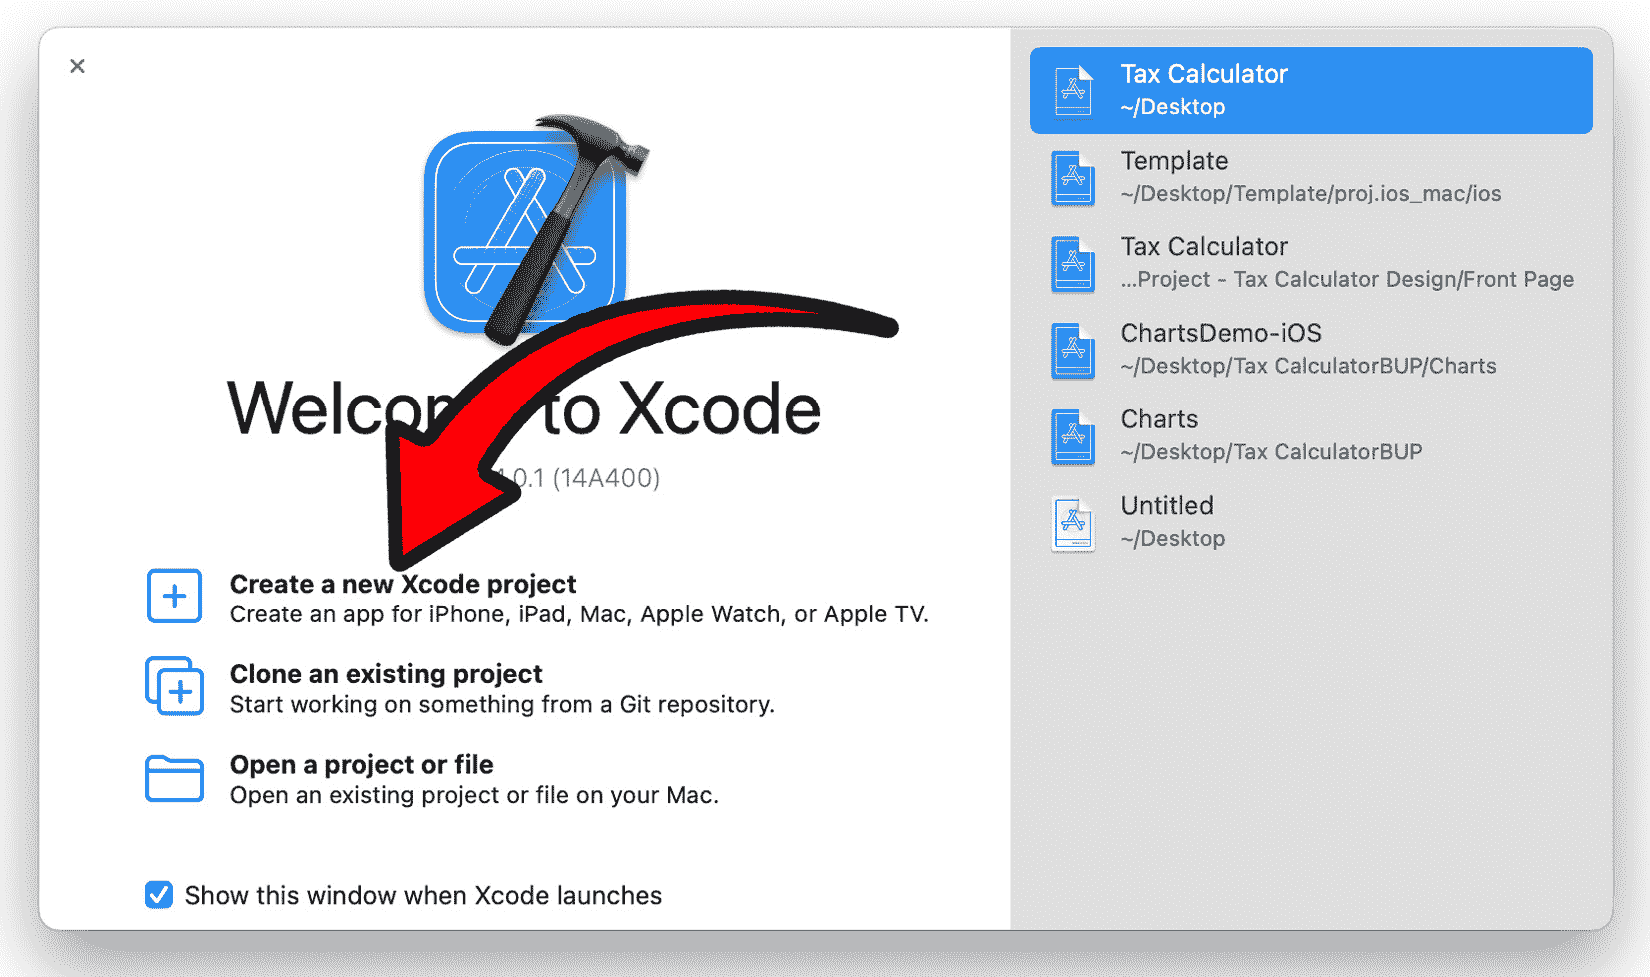 Welco to Xcode
.0.1 (14A400)
Create a new Xcode project
Create an app for iPhone, iPad, Mac, Apple Watch, or Apple TV.
Clone an existing project
Start working on something from a Git repository.
Open a project or file
Open an existing project or file on your Mac.
Show this window when Xcode launches
Tax Calculator
~/Desktop
Template
~/Desktop/Template/proj.ios_mac/ios
Tax Calculator
...Project - Tax Calculator Design/Front Page
ChartsDemo-iOS
~/Desktop/Tax CalculatorBUP/Charts
Charts
~/Desktop/Tax CalculatorBUP
Untitled
~/Desktop